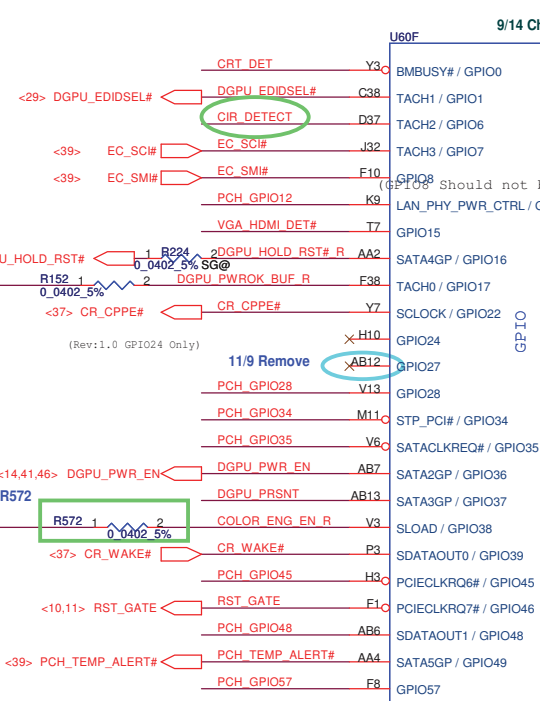 9/14 Ch
U60F
CRT_DET Y3 BMBUSY# / GPIO0
<29> DGPU_EDIDSEL# DGPU_EDIDSEL# C38 TACH1 / GPIO1
CIR_DETECT D37 TACH2 / GPIO6
<39> EC_SCI# EC_SCI# J32 TACH3 / GPIO7
<39> EC_SMI# EC_SMI# F10 GPIO8
(GPIO8 Should not
PCH_GPIO12 K9 LAN_PHY_PWR_CTRL /
VGA_HDMI_DET# T7 GPIO15
U_HOLD_RST# 1 R224 2 DGPU_HOLD_RST#_R AA2 SATA4GP / GPIO16
0_0402_5% SG@
R152 1 2 DGPU_PWROK_BUF_R F38 TACH0 / GPIO17
0_0402_5%
<37> CR_CPPE# CR_CPPE# Y7 SCLOCK / GPIO22
(Rev:1.0 GPIO24 Only) H10 GPIO24
GPIO
11/9 Remove AB12 GPIO27
PCH_GPIO28 V13 GPIO28
PCH_GPIO34 M11 STP_PCI# / GPIO34
PCH_GPIO35 V6 SATACLKREQ# / GPIO35
<14,41,46> DGPU_PWR_EN DGPU_PWR_EN AB7 SATA2GP / GPIO36
R572
DGPU_PRSNT AB13 SATA3GP / GPIO37
R572 1 2 COLOR_ENG_EN_R V3 SLOAD / GPIO38
0_0402_5%
<37> CR_WAKE# CR_WAKE# P3 SDATAOUT0 / GPIO39
PCH_GPIO45 H3 PCIECLKRQ6# / GPIO45
<10,11> RST_GATE RST_GATE F1 PCIECLKRQ7# / GPIO46
PCH_GPIO48 AB6 SDATAOUT1 / GPIO48
<39> PCH_TEMP_ALERT# PCH_TEMP_ALERT# AA4 SATA5GP / GPIO49
PCH_GPIO57 F8 GPIO57